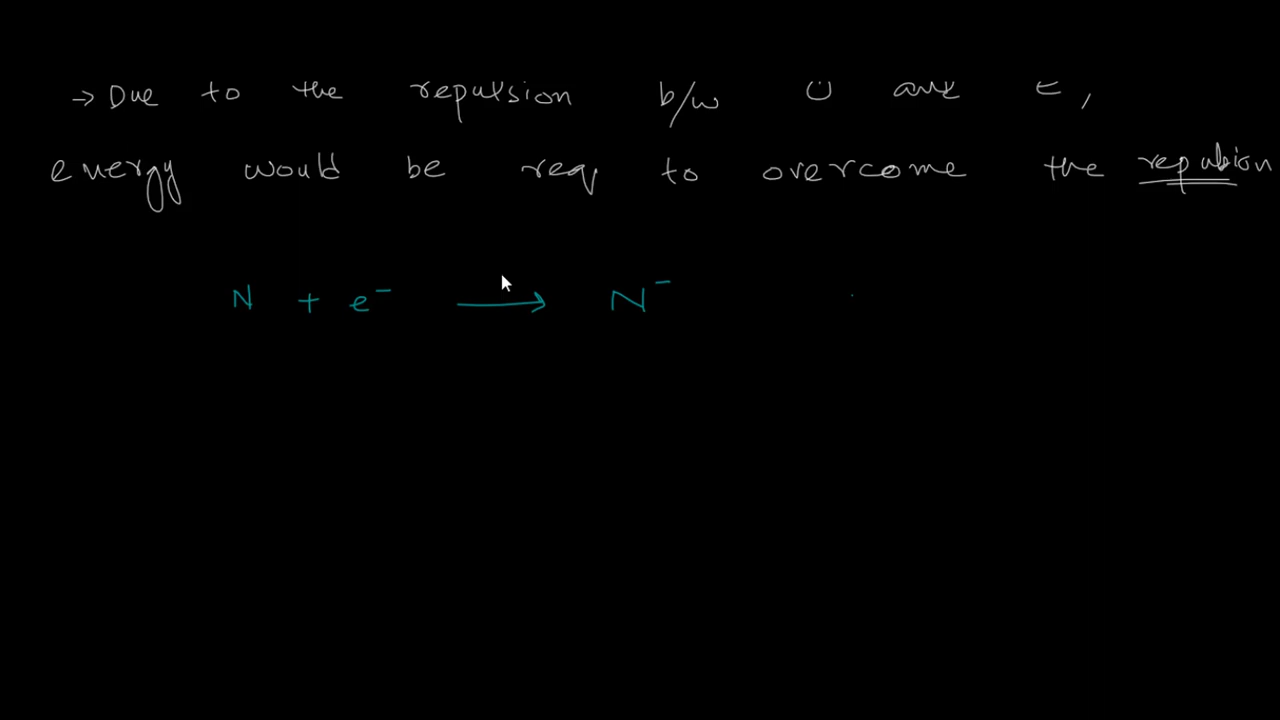 → Due to the repulsion b/w and ,
energy would be req to overcome the repulsion
N + e⁻ → N⁻